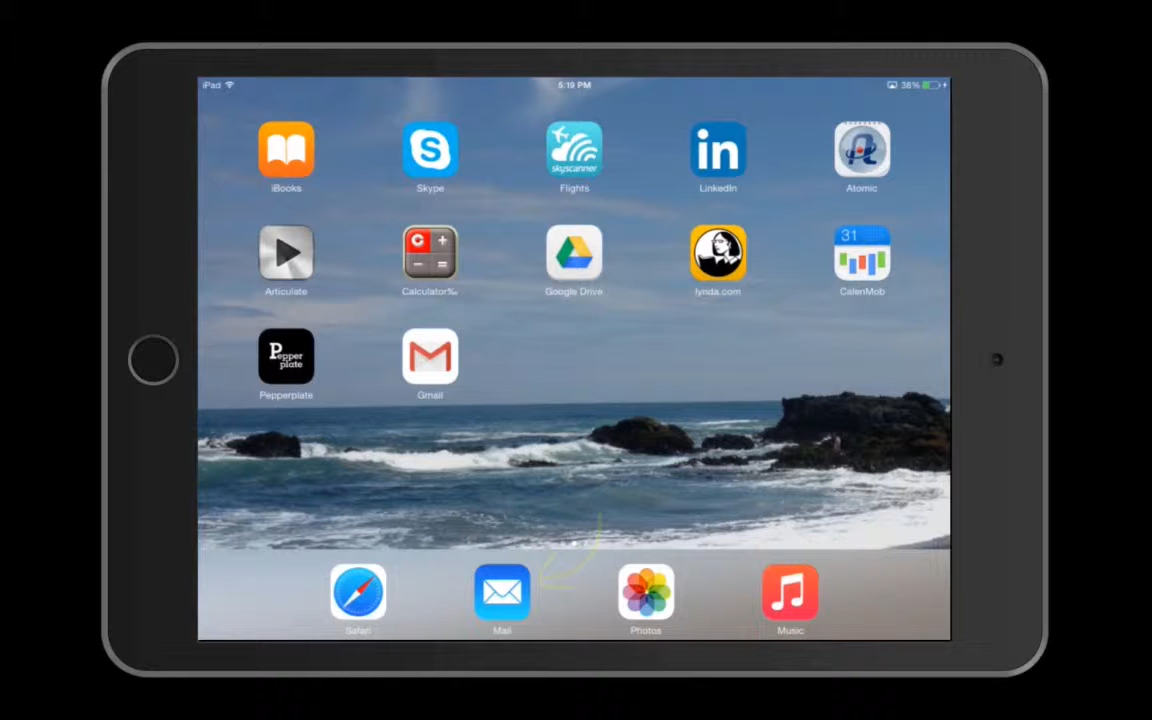 iPad 5:19 PM 38%
skyscanner
in
iBooks Skype Flights LinkedIn Atomic
31
Articulate Calculator‰ Google Drive lynda.com CalenMob
Pepper
plate
Pepperplate Gmail
Safari Mail Photos Music